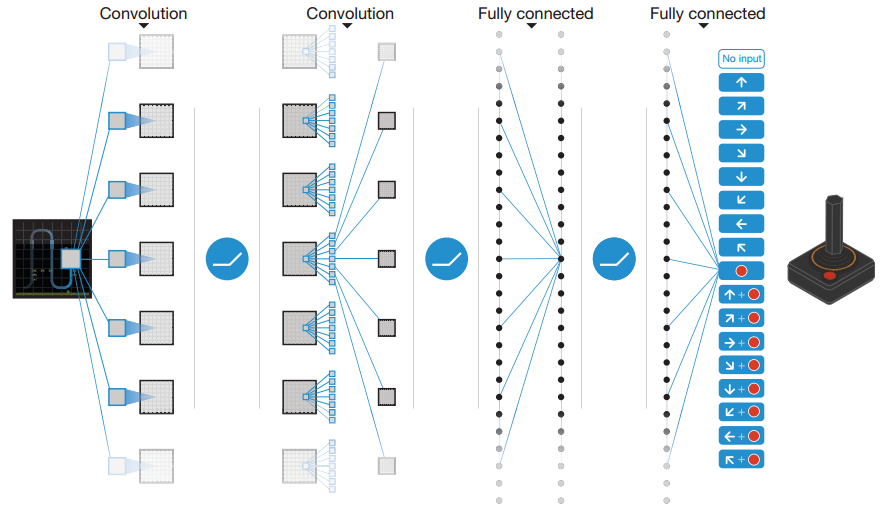 Convolution
Convolution
Fully connected
Fully connected
No input
+
+
+
+
+
+
+
+